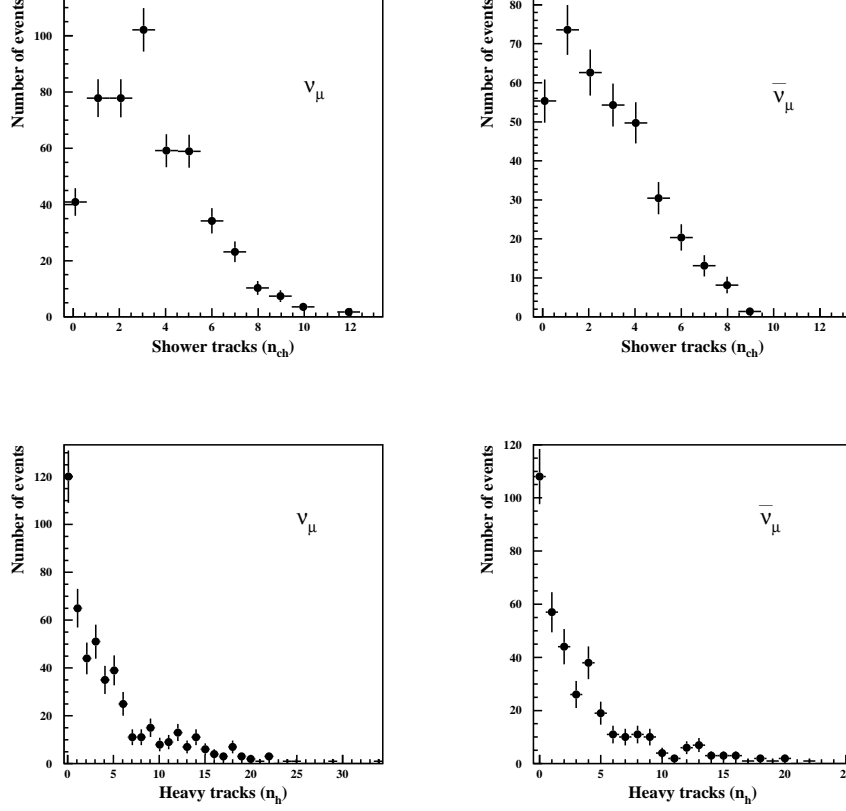 Number of events
100
80
60
40
20
0
0 2 4 6 8 10 12
Shower tracks (n_ch)
ν_μ
Number of events
80
70
60
50
40
30
20
10
0
0 2 4 6 8 10 12
Shower tracks (n_ch)
ν̅_μ
Number of events
120
100
80
60
40
20
0
0 5 10 15 20 25 30
Heavy tracks (n_h)
ν_μ
Number of events
120
100
80
60
40
20
0
0 5 10 15 20 25
Heavy tracks (n_h)
ν̅_μ